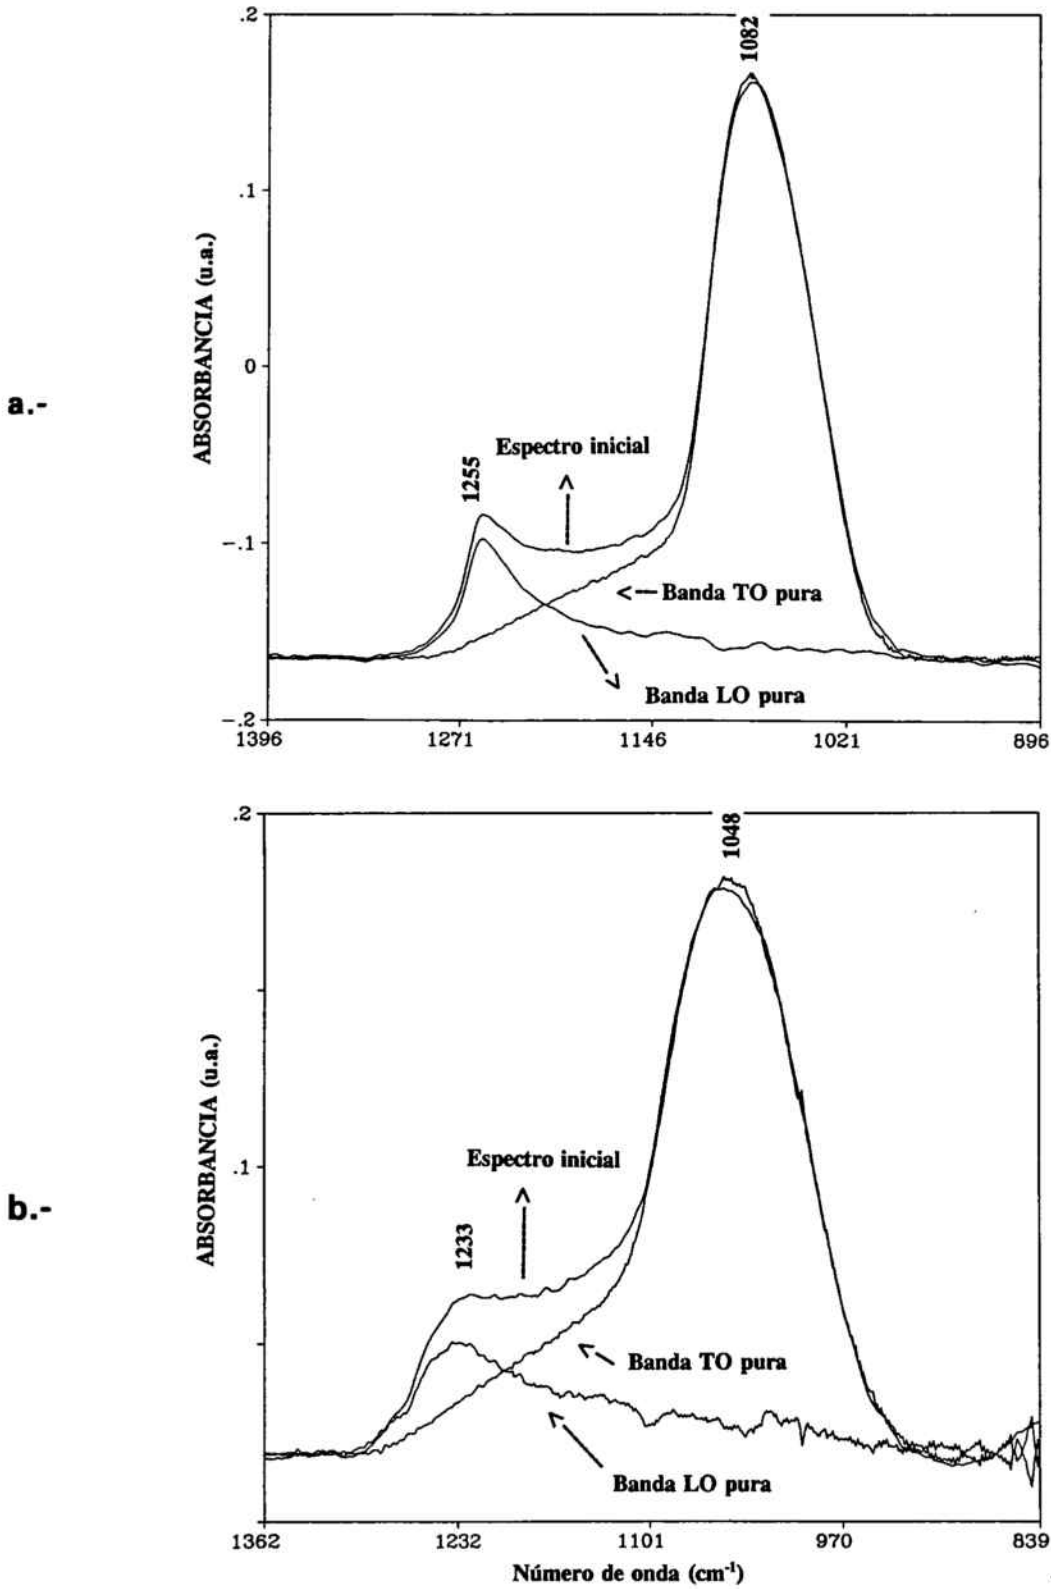 a.-
ABSORBANCIA (u.a.)
.2
.1
0
-.1
-.2
1082
1255
Espectro inicial
Banda TO pura
Banda LO pura
1396
1271
1146
1021
896
b.-
ABSORBANCIA (u.a.)
.2
.1
1048
1233
Espectro inicial
Banda TO pura
Banda LO pura
1362
1232
1101
970
839
Número de onda (cm⁻¹)